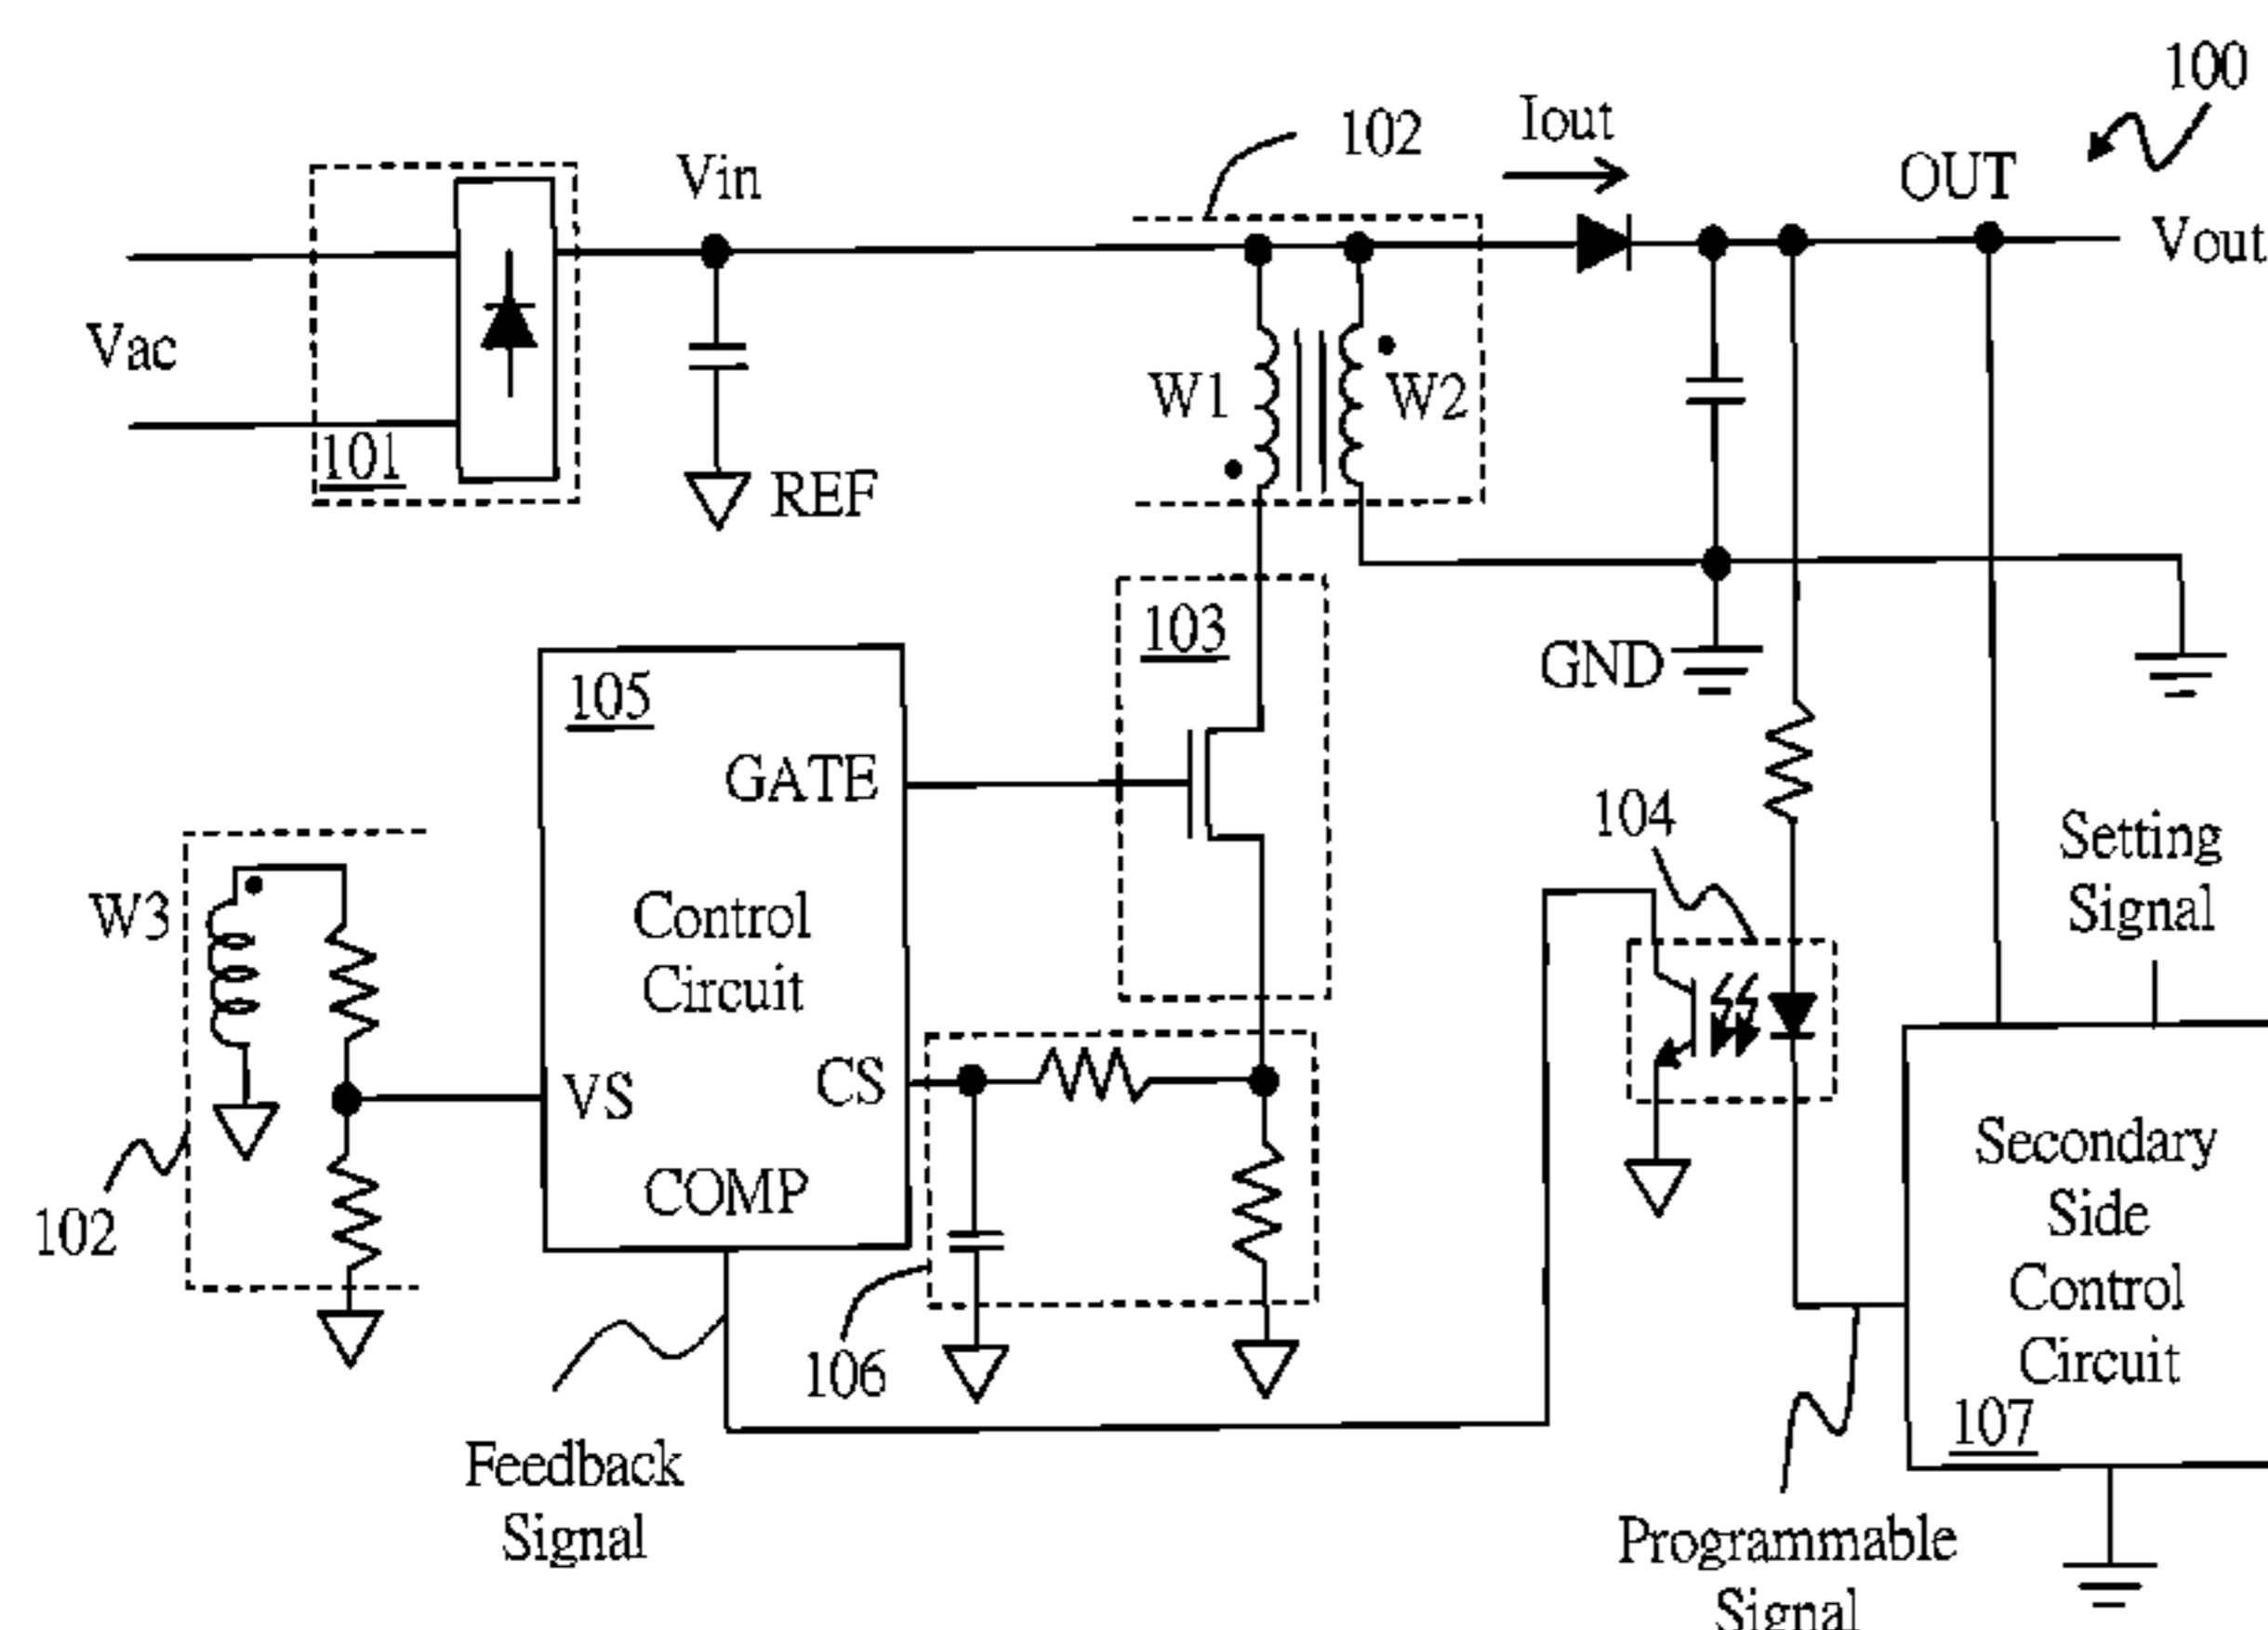 100
Iout
102
Vin
OUT
Vout
Vac
W1
W2
101
REF
103
GND
105
GATE
104
Setting
Signal
W3
Control
Circuit
VS
CS
COMP
102
106
Secondary
Side
Control
Circuit
107
Feedback
Signal
Programmable
Signal